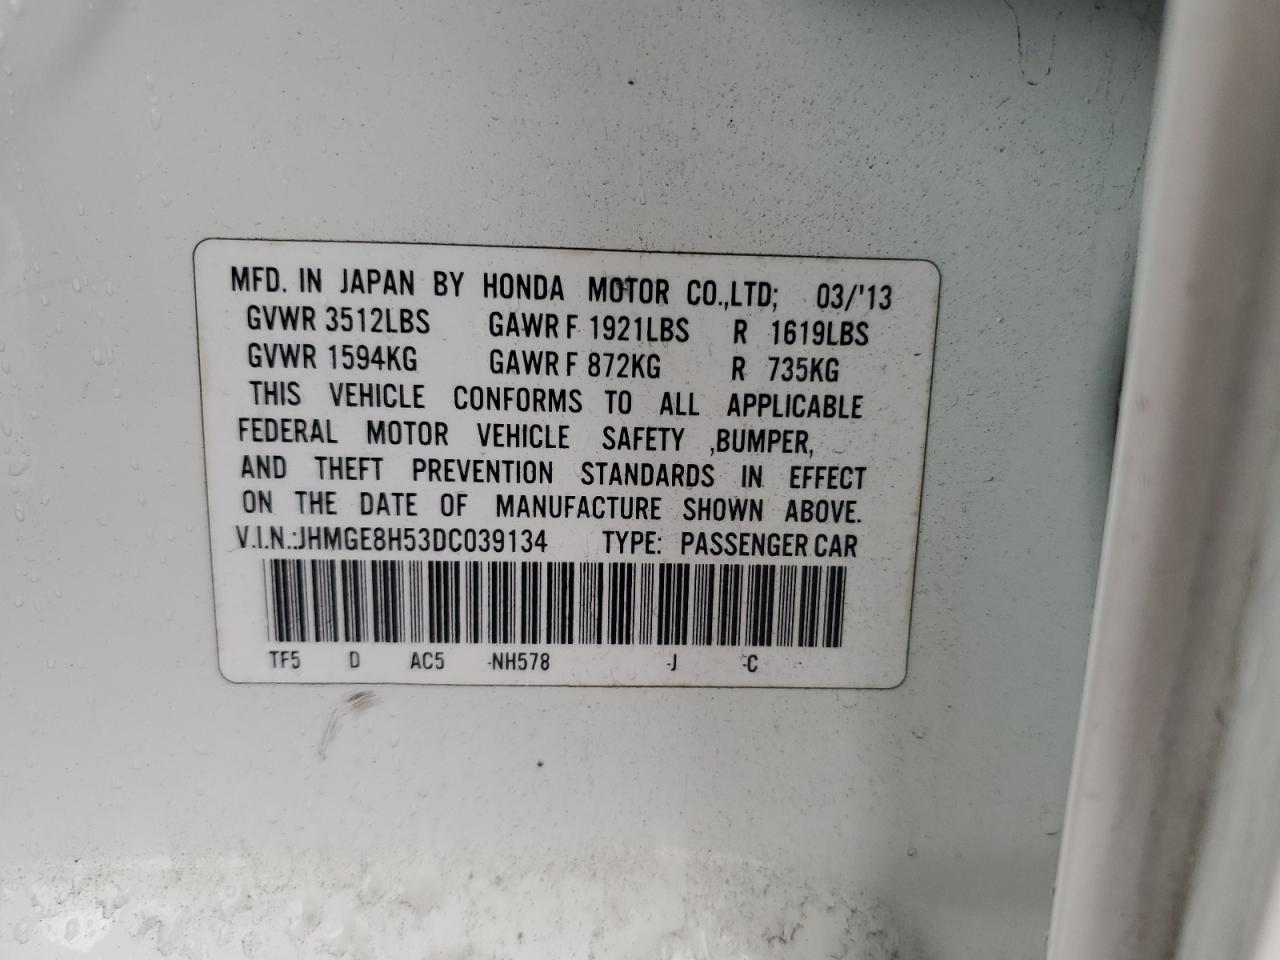 MFD. IN JAPAN BY HONDA MOTOR CO.,LTD; 03/'13
GVWR 3512LBS GAWR F 1921LBS R 1619LBS
GVWR 1594KG GAWR F 872KG R 735KG
THIS VEHICLE CONFORMS TO ALL APPLICABLE
FEDERAL MOTOR VEHICLE SAFETY ,BUMPER,
AND THEFT PREVENTION STANDARDS IN EFFECT
ON THE DATE OF MANUFACTURE SHOWN ABOVE.
V.I.N.:JHMGE8H53DC039134 TYPE: PASSENGER CAR
TF5 D AC5 -NH578 -J -C -